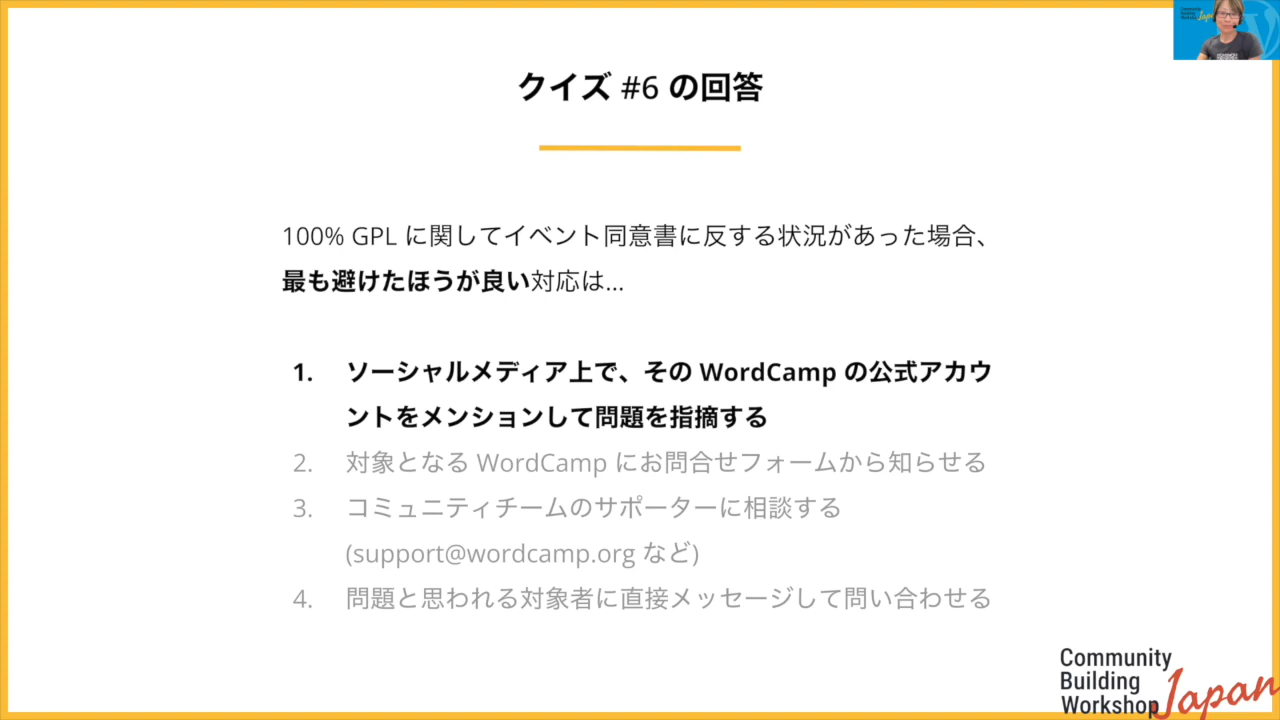 クイズ #6 の回答
100% GPL に関してイベント同意書に反する状況があった場合、
最も避けたほうが良い対応は...
1. ソーシャルメディア上で、その WordCamp の公式アカウ
ントをメンションして問題を指摘する
2. 対象となる WordCamp にお問合せフォームから知らせる
3. コミュニティチームのサポーターに相談する
(support@wordcamp.org など)
4. 問題と思われる対象者に直接メッセージして問い合わせる
Community
Building
Workshop Japan